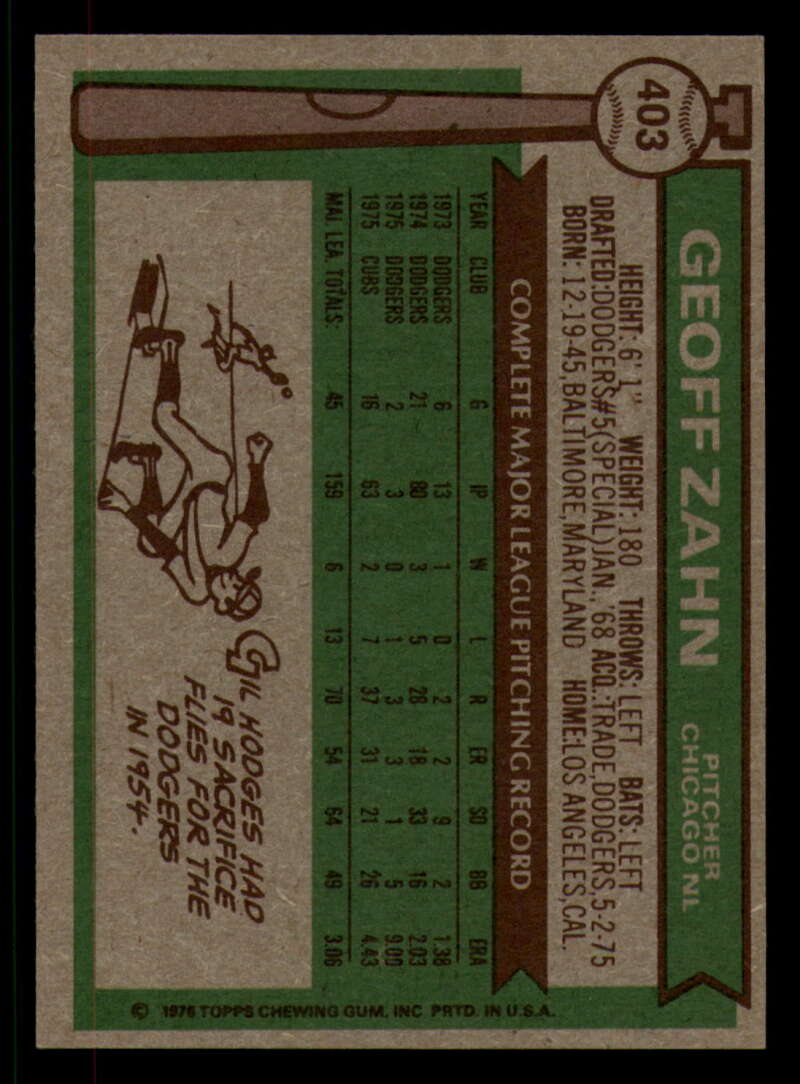 403
GEOFF ZAHN
PITCHER
CHICAGO NL
HEIGHT: 6' 1" WEIGHT: 180 THROWS: LEFT BATS: LEFT
DRAFTED: DODGERS #5 (SPECIAL) JAN., '68 ACQ.: TRADE, DODGERS, 5-2-75
BORN: 12-19-45, BALTIMORE, MARYLAND HOME: LOS ANGELES, CAL.
COMPLETE MAJOR LEAGUE PITCHING RECORD
YEAR CLUB G IP W L R ER SO BB ERA
1973 DODGERS 6 13 1 0 2 2 9 2 1.38
1974 DODGERS 21 80 3 5 28 18 33 16 2.03
1975 DODGERS 2 3 0 1 3 3 1 5 9.00
1975 CUBS 16 63 2 7 37 31 21 26 4.43
MAJ. LEA. TOTALS 45 159 6 13 70 54 64 49 3.06
GIL HODGES HAD
19 SACRIFICE
FLIES FOR THE
DODGERS
IN 1954.
© 1976 TOPPS CHEWING GUM, INC PRTD. IN U.S.A.